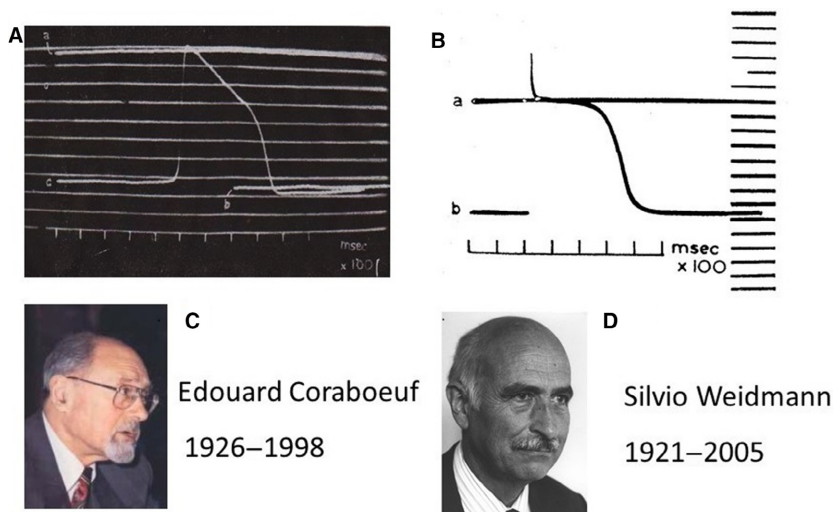 A
a
c
b
msec
x 100
B
a
b
msec
x 100
C
Edouard Coraboeuf
1926–1998
D
Silvio Weidmann
1921–2005